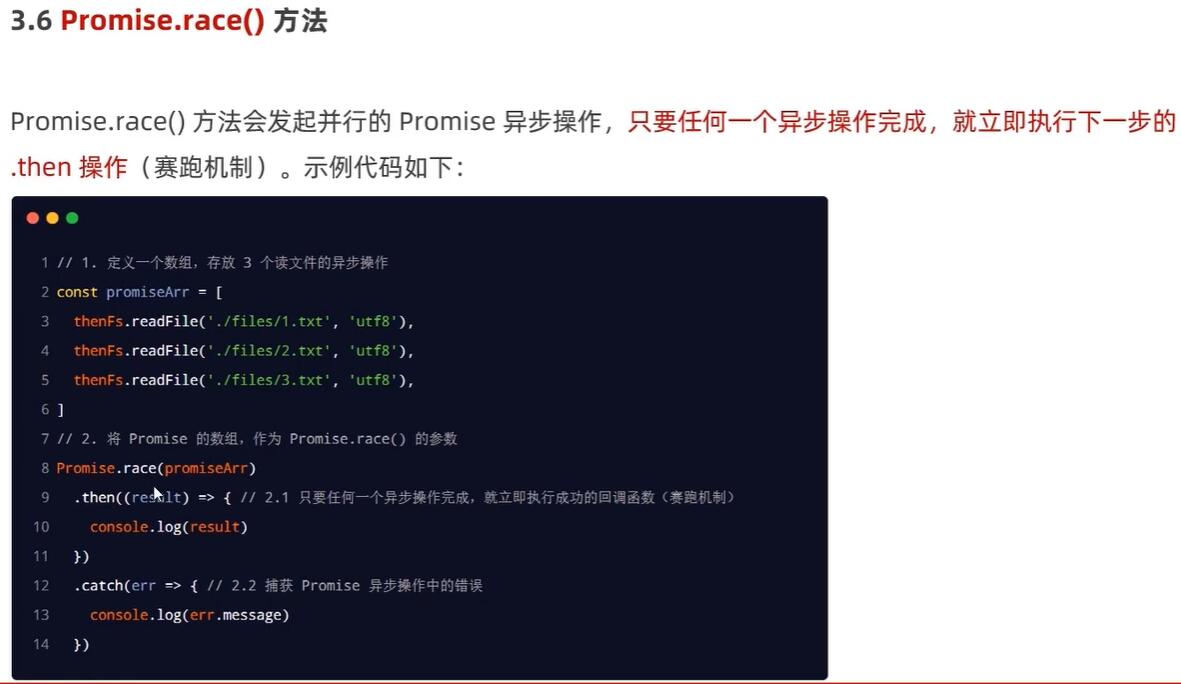 3.6 Promise.race() 方法
Promise.race() 方法会发起并行的 Promise 异步操作，只要任何一个异步操作完成，就立即执行下一步的
.then 操作（赛跑机制）。示例代码如下：
1 // 1. 定义一个数组，存放 3 个读文件的异步操作
2 const promiseArr = [
3   thenFs.readFile('./files/1.txt', 'utf8'),
4   thenFs.readFile('./files/2.txt', 'utf8'),
5   thenFs.readFile('./files/3.txt', 'utf8'),
6 ]
7 // 2. 将 Promise 的数组，作为 Promise.race() 的参数
8 Promise.race(promiseArr)
9   .then((result) => { // 2.1 只要任何一个异步操作完成，就立即执行成功的回调函数（赛跑机制）
10     console.log(result)
11   })
12   .catch(err => { // 2.2 捕获 Promise 异步操作中的错误
13     console.log(err.message)
14   })